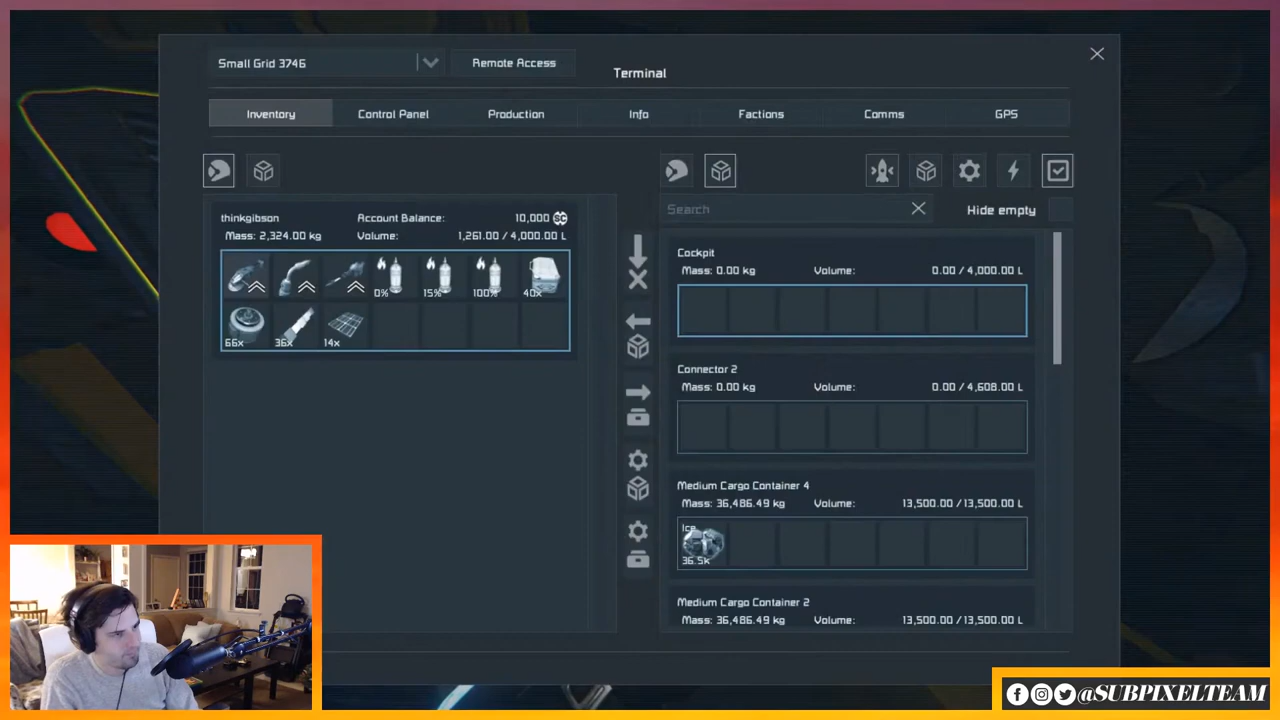 Small Grid 3746
Remote Access
Terminal
Inventory
Control Panel
Production
Info
Factions
Comms
GPS
thinkgibson
Account Balance:
10,000
SC
Mass: 2,324.00 kg
Volume:
1,261.00 / 4,000.00 L
0%
15%
100%
40x
66x
36x
14x
Search
Hide empty
Cockpit
Mass: 0.00 kg
Volume:
0.00 / 4,000.00 L
Connector 2
Mass: 0.00 kg
Volume:
0.00 / 4,608.00 L
Medium Cargo Container 4
Mass: 36,486.49 kg
Volume:
13,500.00 / 13,500.00 L
Ice
36.5k
Medium Cargo Container 2
Mass: 36,486.49 kg
Volume:
13,500.00 / 13,500.00 L
@SUBPIXELTEAM